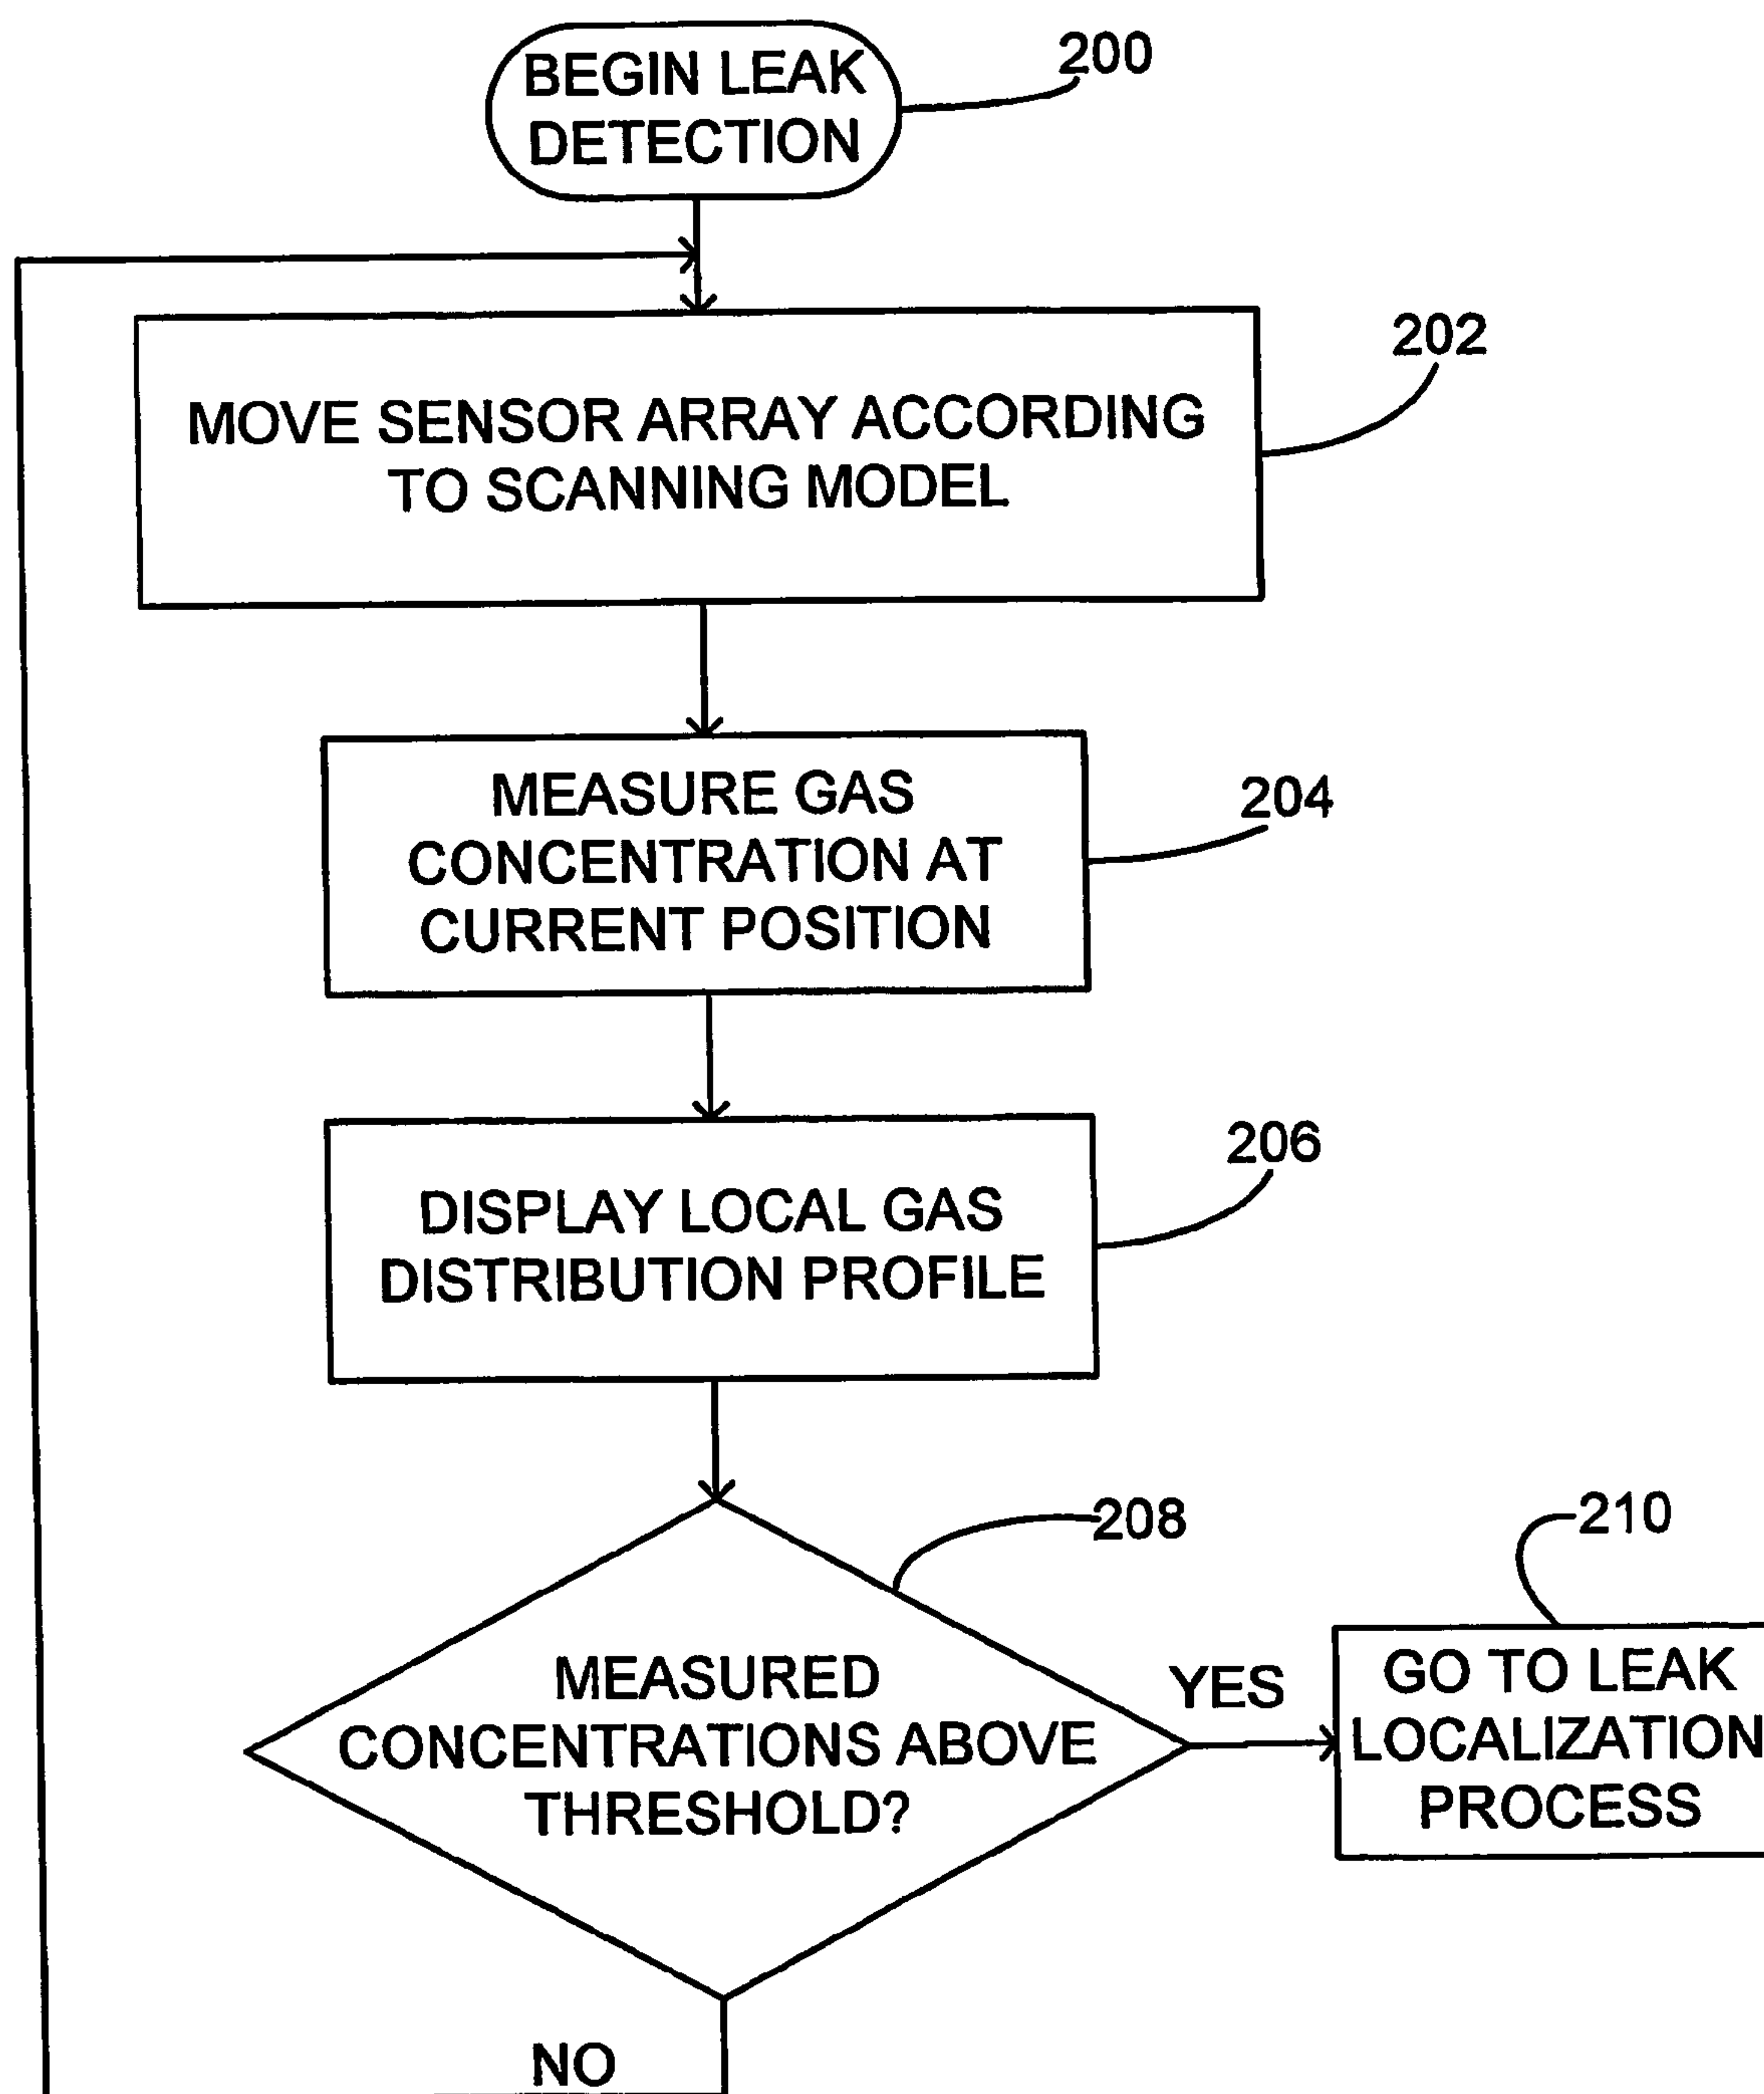 BEGIN LEAK
DETECTION
200
MOVE SENSOR ARRAY ACCORDING
TO SCANNING MODEL
202
MEASURE GAS
CONCENTRATION AT
CURRENT POSITION
204
DISPLAY LOCAL GAS
DISTRIBUTION PROFILE
206
MEASURED
CONCENTRATIONS ABOVE
THRESHOLD?
208
YES
GO TO LEAK
LOCALIZATION
PROCESS
210
NO